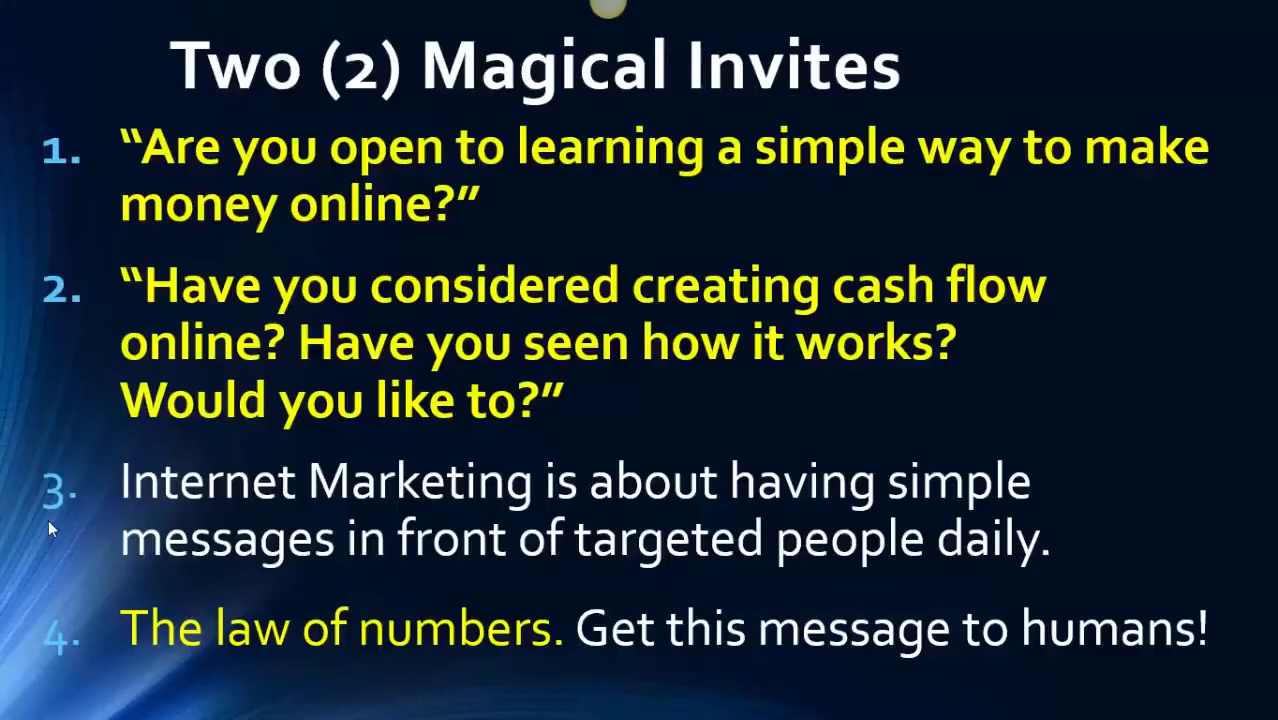 Two (2) Magical Invites
1. “Are you open to learning a simple way to make
money online?”
2. “Have you considered creating cash flow
online? Have you seen how it works?
Would you like to?”
3. Internet Marketing is about having simple
messages in front of targeted people daily.
4. The law of numbers. Get this message to humans!